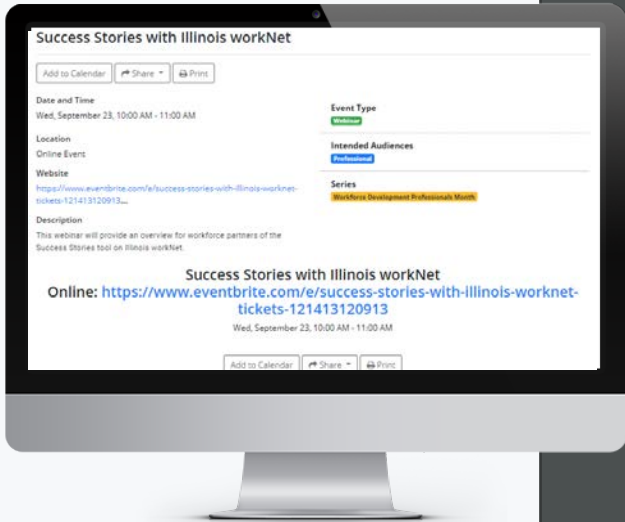 Success Stories with Illinois workNet
Add to Calendar Share Print
Date and Time
Wed, September 23, 10:00 AM - 11:00 AM
Location
Online Event
Website
https://www.eventbrite.com/e/success-stories-with-illinois-worknet-
tickets-121413120913...
Description
This webinar will provide an overview for workforce partners of the
Success Stories tool on Illinois workNet.
Event Type
Webinar
Intended Audiences
Professional
Series
Workforce Development Professionals Month
Success Stories with Illinois workNet
Online: https://www.eventbrite.com/e/success-stories-with-illinois-worknet-
tickets-121413120913
Wed, September 23, 10:00 AM - 11:00 AM
Add to Calendar Share Print